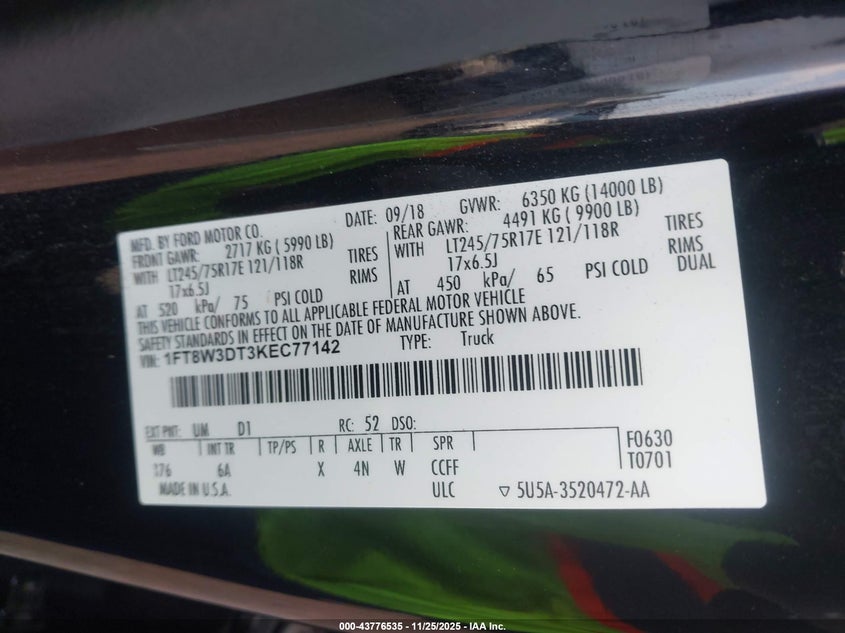 MFD. BY FORD MOTOR CO. DATE: 09/18 GVWR: 6350 KG (14000 LB)
FRONT GAWR: 2717 KG (5990 LB) REAR GAWR: 4491 KG (9900 LB)
WITH LT245/75R17E 121/118R TIRES WITH LT245/75R17E 121/118R TIRES
17x6.5J RIMS 17x6.5J RIMS
AT 520 kPa/ 75 PSI COLD AT 450 kPa/ 65 PSI COLD DUAL
THIS VEHICLE CONFORMS TO ALL APPLICABLE FEDERAL MOTOR VEHICLE
SAFETY STANDARDS IN EFFECT ON THE DATE OF MANUFACTURE SHOWN ABOVE.
VIN: 1FT8W3DT3KEC77142 TYPE: Truck
EXT PNT: UM D1 RC: 52 DSO:
WB INT TR TP/PS R AXLE TR SPR F0630
176 6A X 4N W CCFF T0701
MADE IN U.S.A. ULC ▽ 5U5A-3520472-AA
000-43776535 - 11/25/2025 - IAA Inc.